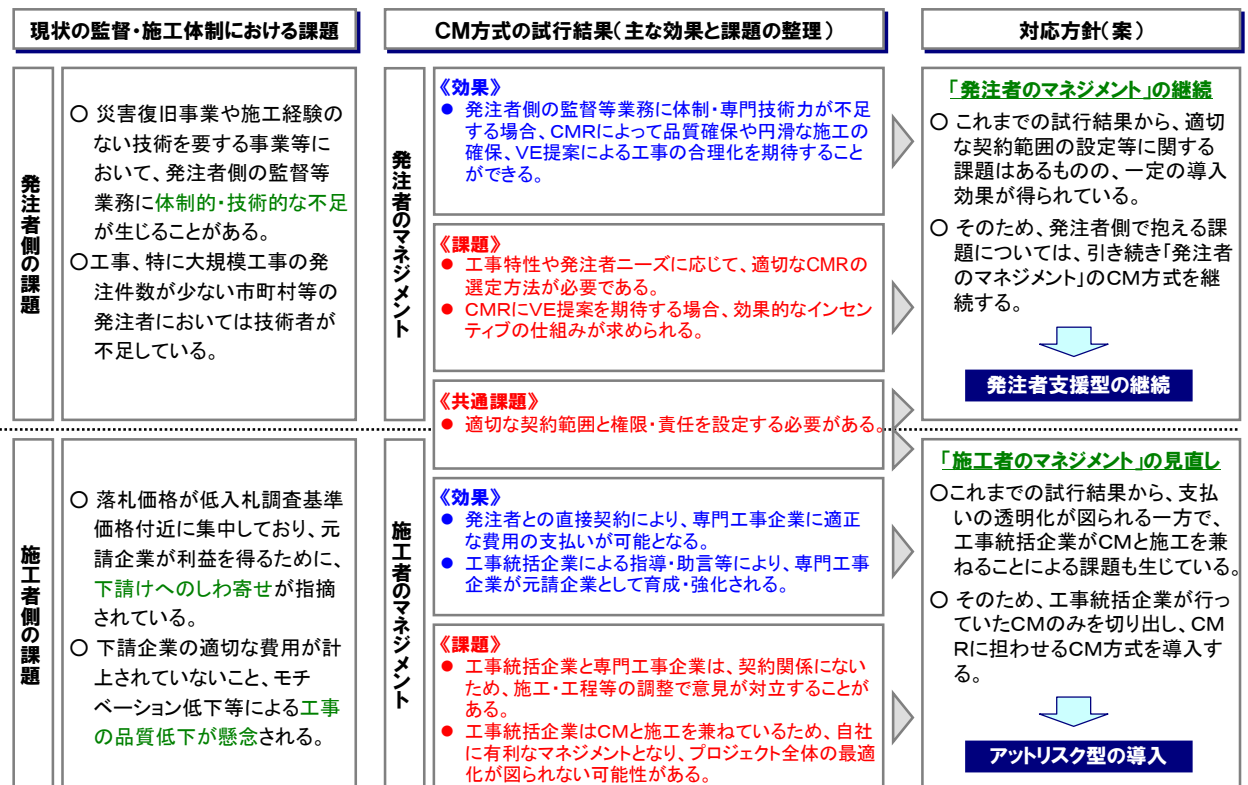 現状の監督・施工体制における課題
CM方式の試行結果(主な効果と課題の整理)
対応方針(案)
発注者側の課題
○ 災害復旧事業や施工経験の
ない技術を要する事業等に
おいて、発注者側の監督等
業務に体制的・技術的な不足
が生じることがある。
○工事、特に大規模工事の発
注件数が少ない市町村等の
発注者においては技術者が
不足している。
発注者のマネジメント
《効果》
● 発注者側の監督等業務に体制・専門技術力が不足
する場合、CMRによって品質確保や円滑な施工の
確保、VE提案による工事の合理化を期待すること
ができる。
《課題》
● 工事特性や発注者ニーズに応じて、適切なCMRの
選定方法が必要である。
● CMRにVE提案を期待する場合、効果的なインセン
ティブの仕組みが求められる。
《共通課題》
● 適切な契約範囲と権限・責任を設定する必要がある。
「発注者のマネジメント」の継続
○ これまでの試行結果から、適切
な契約範囲の設定等に関する
課題はあるものの、一定の導入
効果が得られている。
○ そのため、発注者側で抱える課
題については、引き続き「発注者
のマネジメント」のCM方式を継
続する。
発注者支援型の継続
施工者側の課題
○ 落札価格が低入札調査基準
価格付近に集中しており、元
請企業が利益を得るために、
下請けへのしわ寄せが指摘
されている。
○ 下請企業の適切な費用が計
上されていないこと、モチ
ベーション低下等による工事
の品質低下が懸念される。
施工者のマネジメント
《効果》
● 発注者との直接契約により、専門工事企業に適正
な費用の支払いが可能となる。
● 工事統括企業による指導・助言等により、専門工事
企業が元請企業として育成・強化される。
《課題》
● 工事統括企業と専門工事企業は、契約関係にない
ため、施工・工程等の調整で意見が対立することが
ある。
● 工事統括企業はCMと施工を兼ねているため、自社
に有利なマネジメントとなり、プロジェクト全体の最適
化が図られない可能性がある。
「施工者のマネジメント」の見直し
○これまでの試行結果から、支払
いの透明化が図られる一方で、
工事統括企業がCMと施工を兼
ねることによる課題も生じている。
○ そのため、工事統括企業が行っ
ていたCMのみを切り出し、CM
Rに担わせるCM方式を導入す
る。
アットリスク型の導入